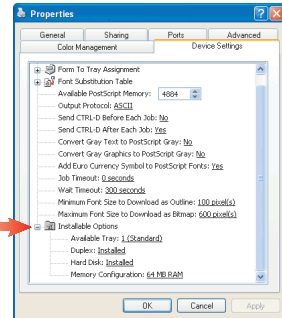 Properties
General Sharing Ports Advanced
Color Management Device Settings
Form To Tray Assignment
Font Substitution Table
Available PostScript Memory: 4884
Output Protocol: ASCII
Send CTRL-D Before Each Job: No
Send CTRL-D After Each Job: Yes
Convert Gray Text to PostScript Gray: No
Convert Gray Graphics to PostScript Gray: No
Add Euro Currency Symbol to PostScript Fonts: Yes
Job Timeout: 0 seconds
Wait Timeout: 300 seconds
Minimum Font Size to Download as Outline: 100 pixel(s)
Maximum Font Size to Download as Bitmap: 600 pixel(s)
Installable Options
Available Tray: 1 (Standard)
Duplex: Installed
Hard Disk: Installed
Memory Configuration: 64 MB RAM
OK Cancel Apply